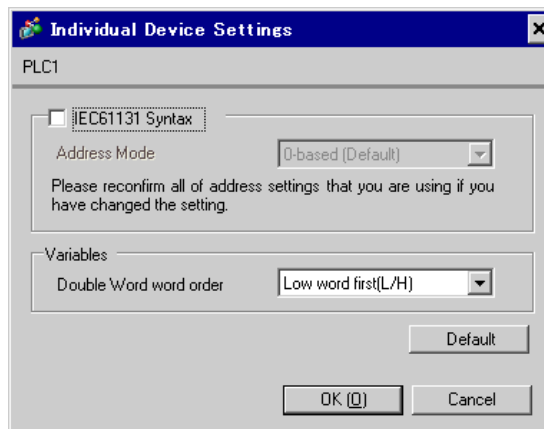 Individual Device Settings
PLC1
IEC61131 Syntax
Address Mode
0-based (Default)
Please reconfirm all of address settings that you are using if you
have changed the setting.
Variables
Double Word word order
Low word first(L/H)
Default
OK (O)
Cancel